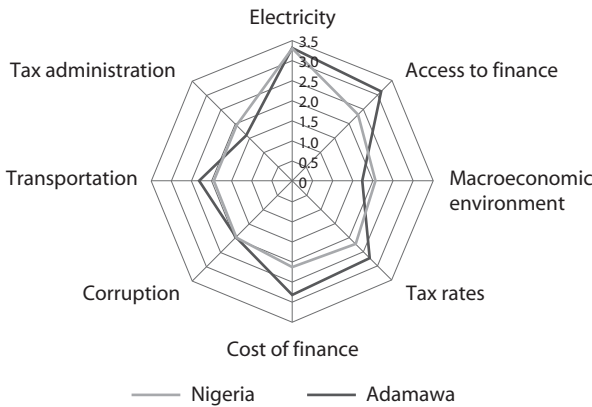 Electricity
3.5
3.0
2.5
2.0
1.5
1.0
0.5
0
Tax administration
Access to finance
Transportation
Macroeconomic
environment
Corruption
Tax rates
Cost of finance
Nigeria
Adamawa